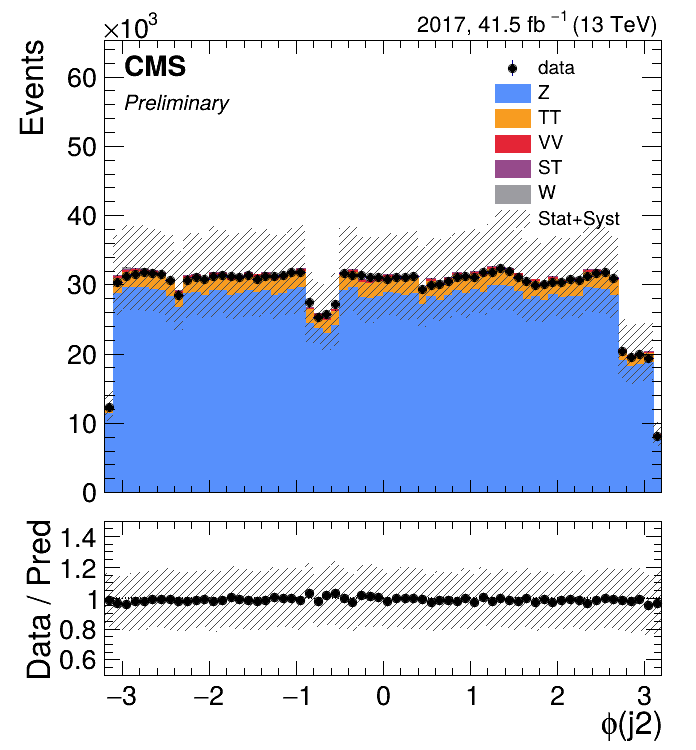 ×10³
2017, 41.5 fb⁻¹ (13 TeV)
Events
CMS
Preliminary
data
Z
TT
VV
ST
W
Stat+Syst
60
50
40
30
20
10
0
Data / Pred
1.4
1.2
1
0.8
0.6
−3 −2 −1 0 1 2 3
ϕ(j2)